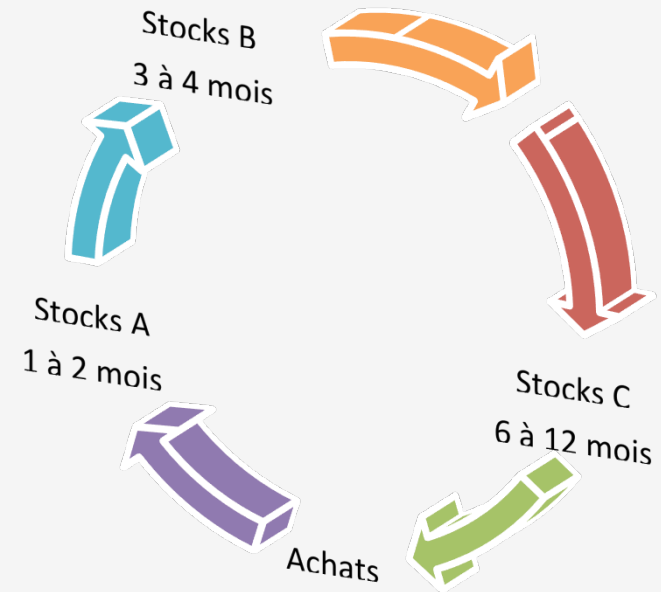 Stocks B
3 à 4 mois
Stocks A
1 à 2 mois
Stocks C
6 à 12 mois
Achats